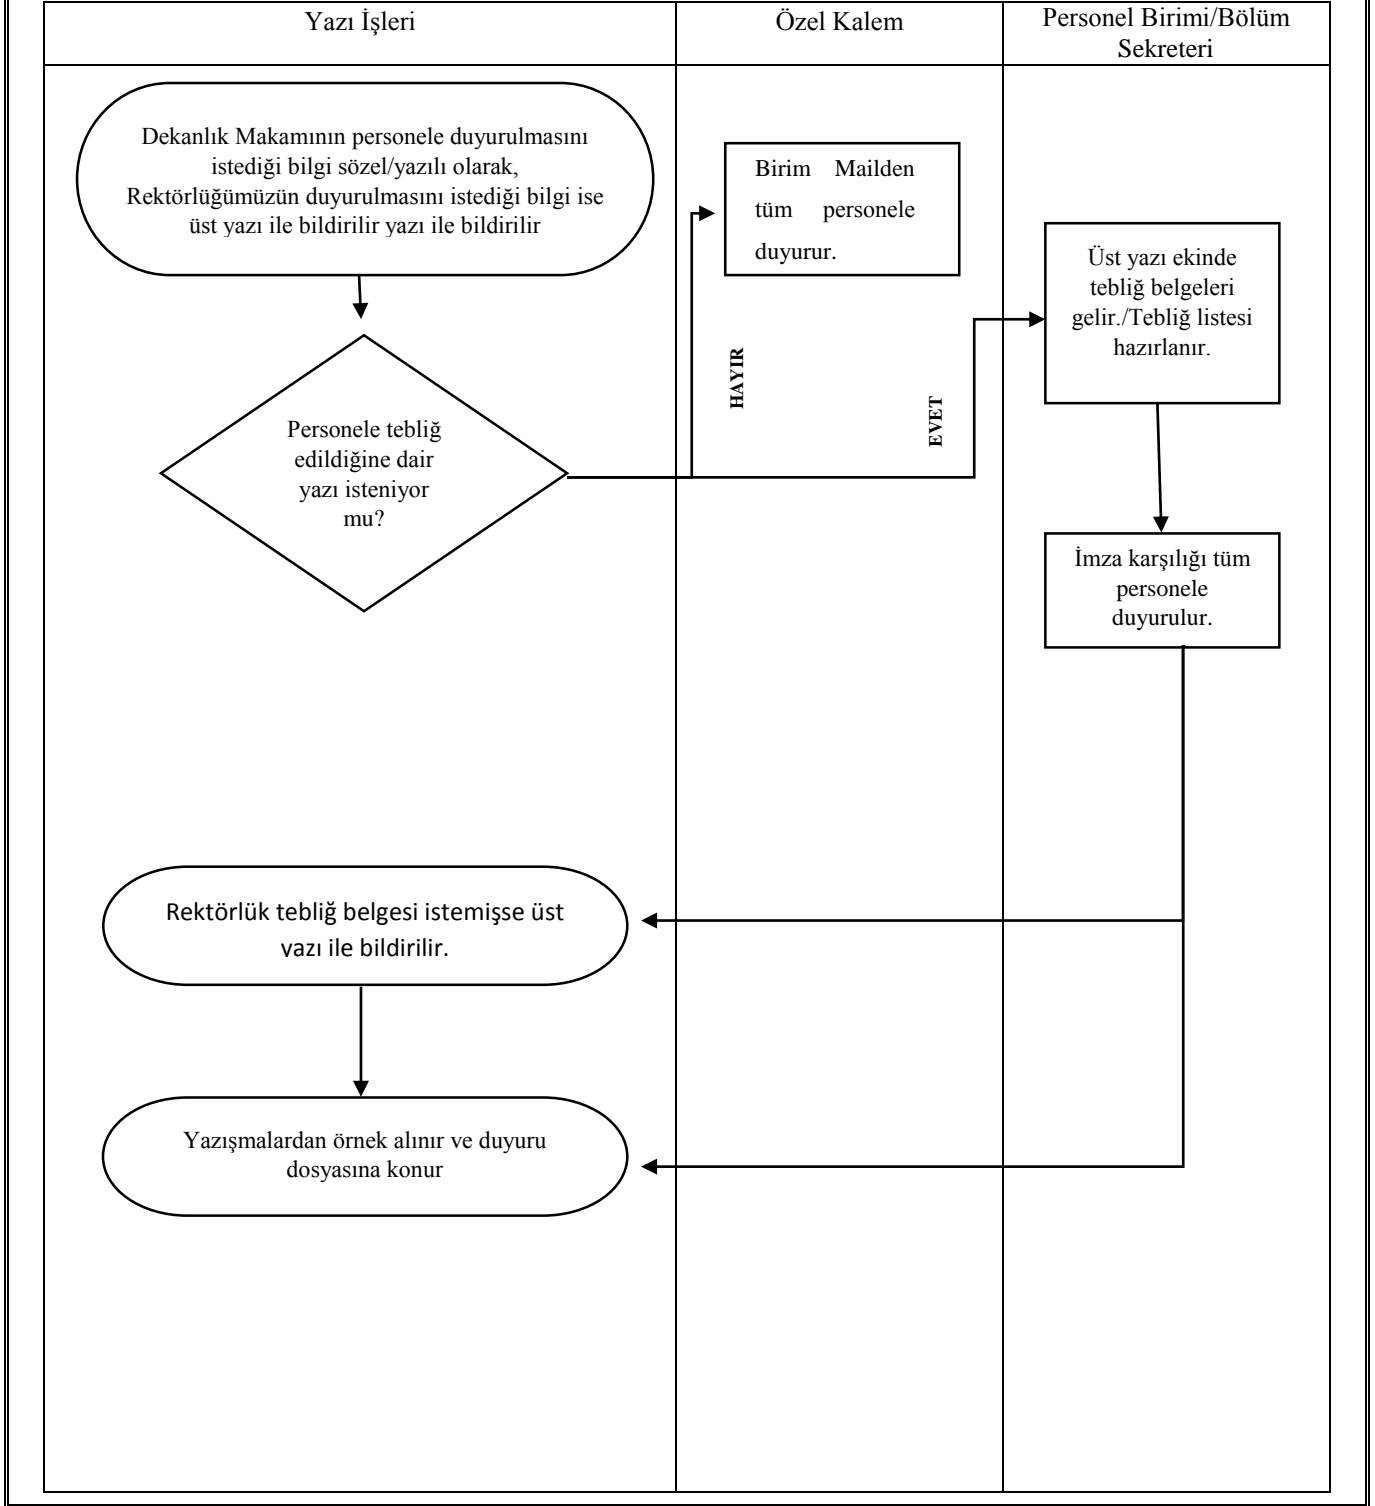 Yazı İşleri
Özel Kalem
Personel Birimi/Bölüm
Sekreteri
Dekanlık Makamının personele duyurulmasını
istediği bilgi sözel/yazılı olarak,
Rektörlüğümüzün duyurulmasını istediği bilgi ise
üst yazı ile bildirilir yazı ile bildirilir
Birim Mailden
tüm personele
duyurur.
Üst yazı ekinde
tebliğ belgeleri
gelir./Tebliğ listesi
hazırlanır.
HAYIR
EVET
Personele tebliğ
edildiğine dair
yazı isteniyor
mu?
İmza karşılığı tüm
personele
duyurulur.
Rektörlük tebliğ belgesi istemişse üst
yazı ile bildirilir.
Yazışmalardan örnek alınır ve duyuru
dosyasına konur